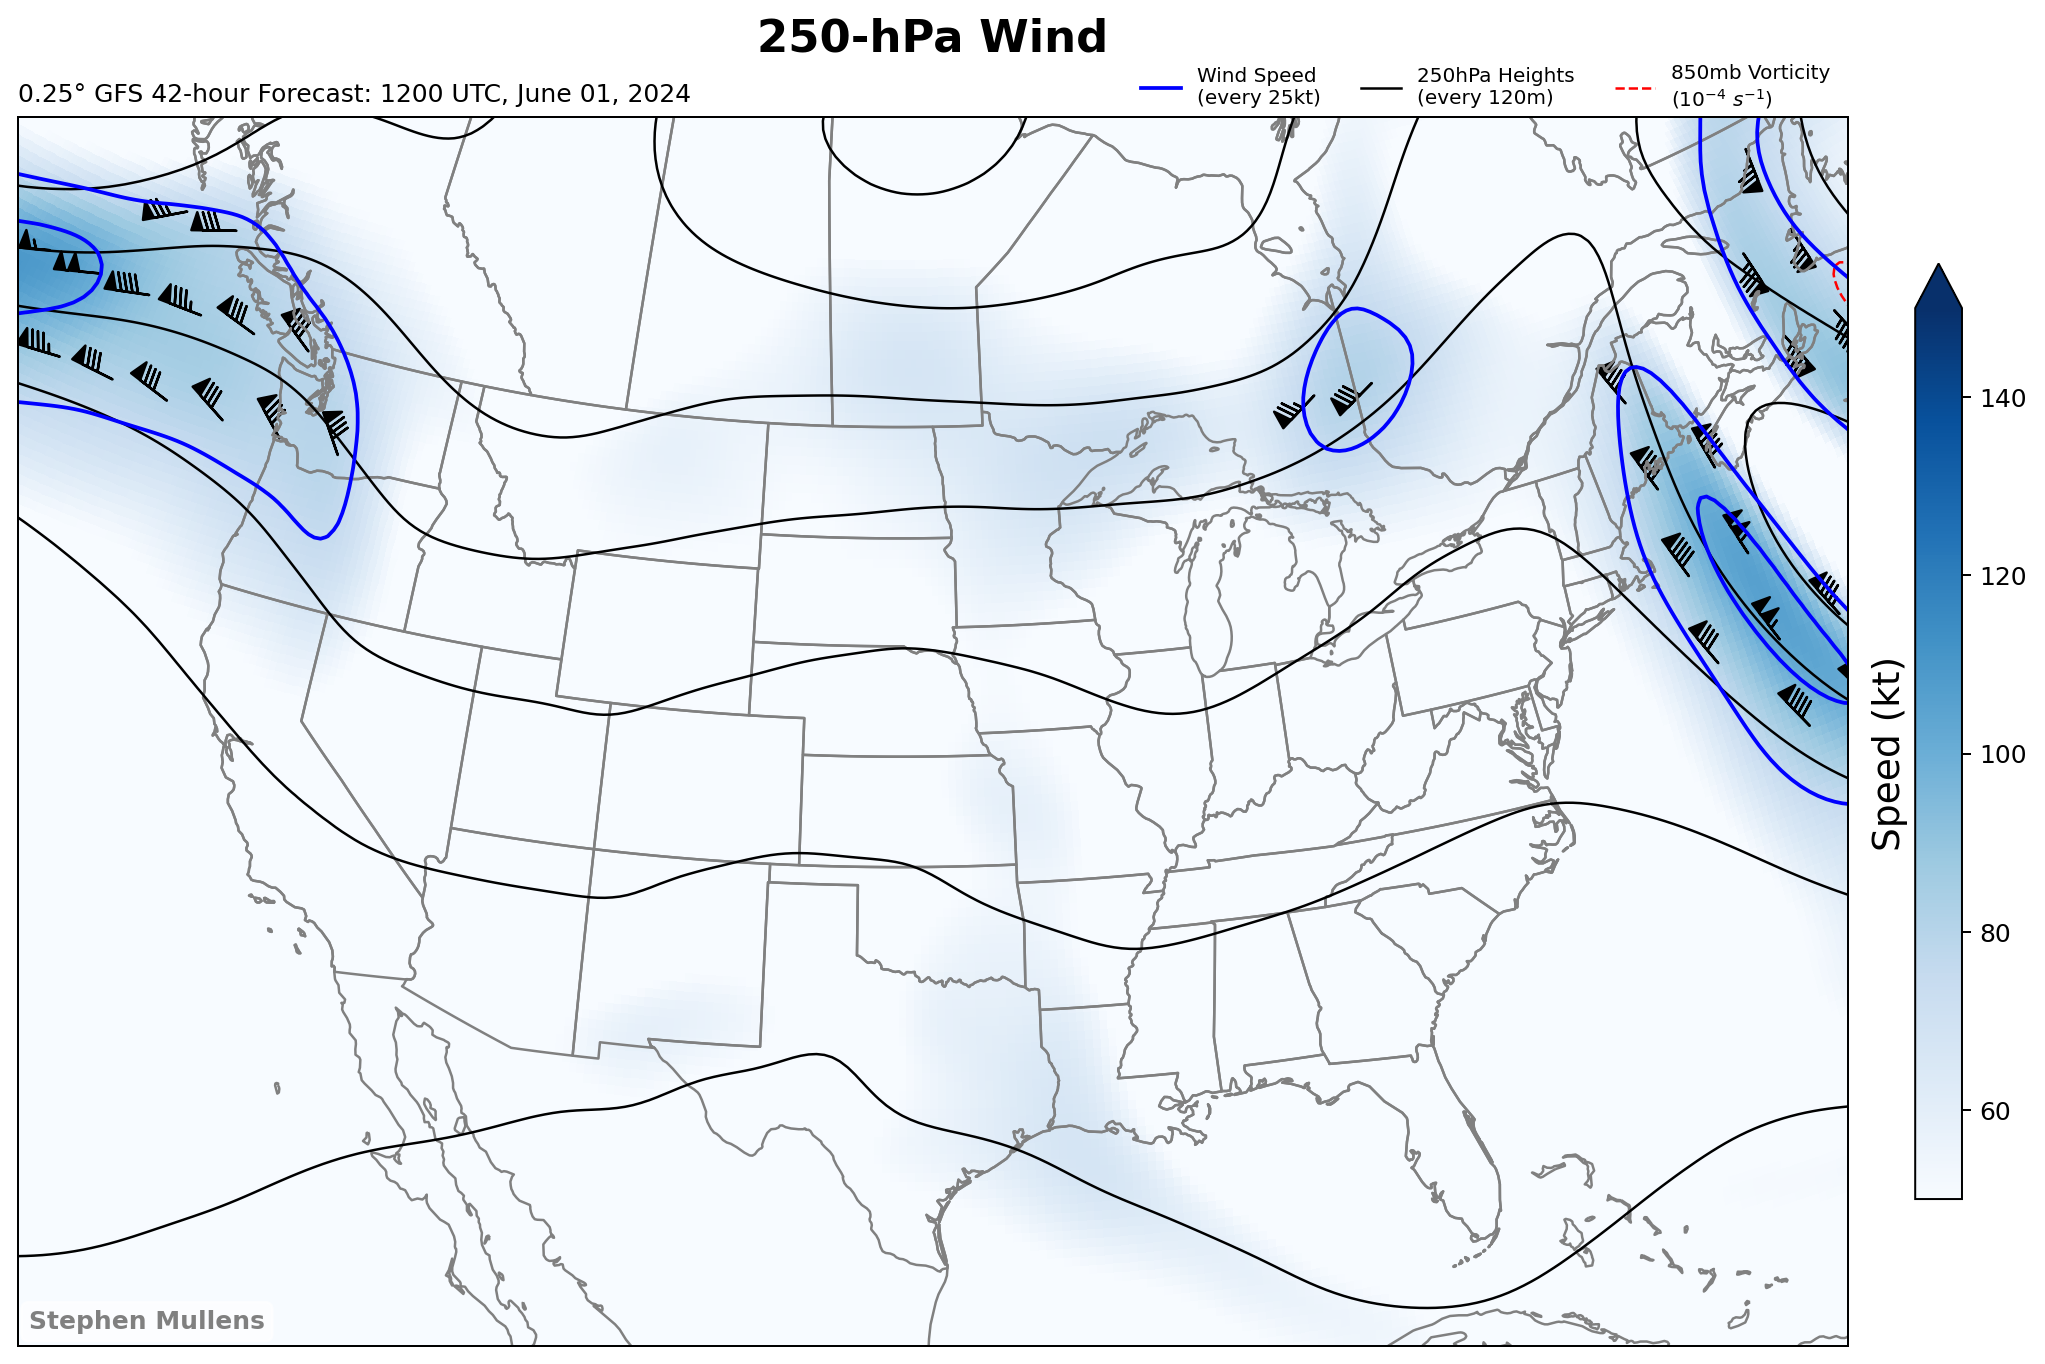 250-hPa Wind
0.25° GFS 42-hour Forecast: 1200 UTC, June 01, 2024
Wind Speed
(every 25kt)
250hPa Heights
(every 120m)
850mb Vorticity
(10⁻⁴ s⁻¹)
140
120
100
80
60
Speed (kt)
Stephen Mullens